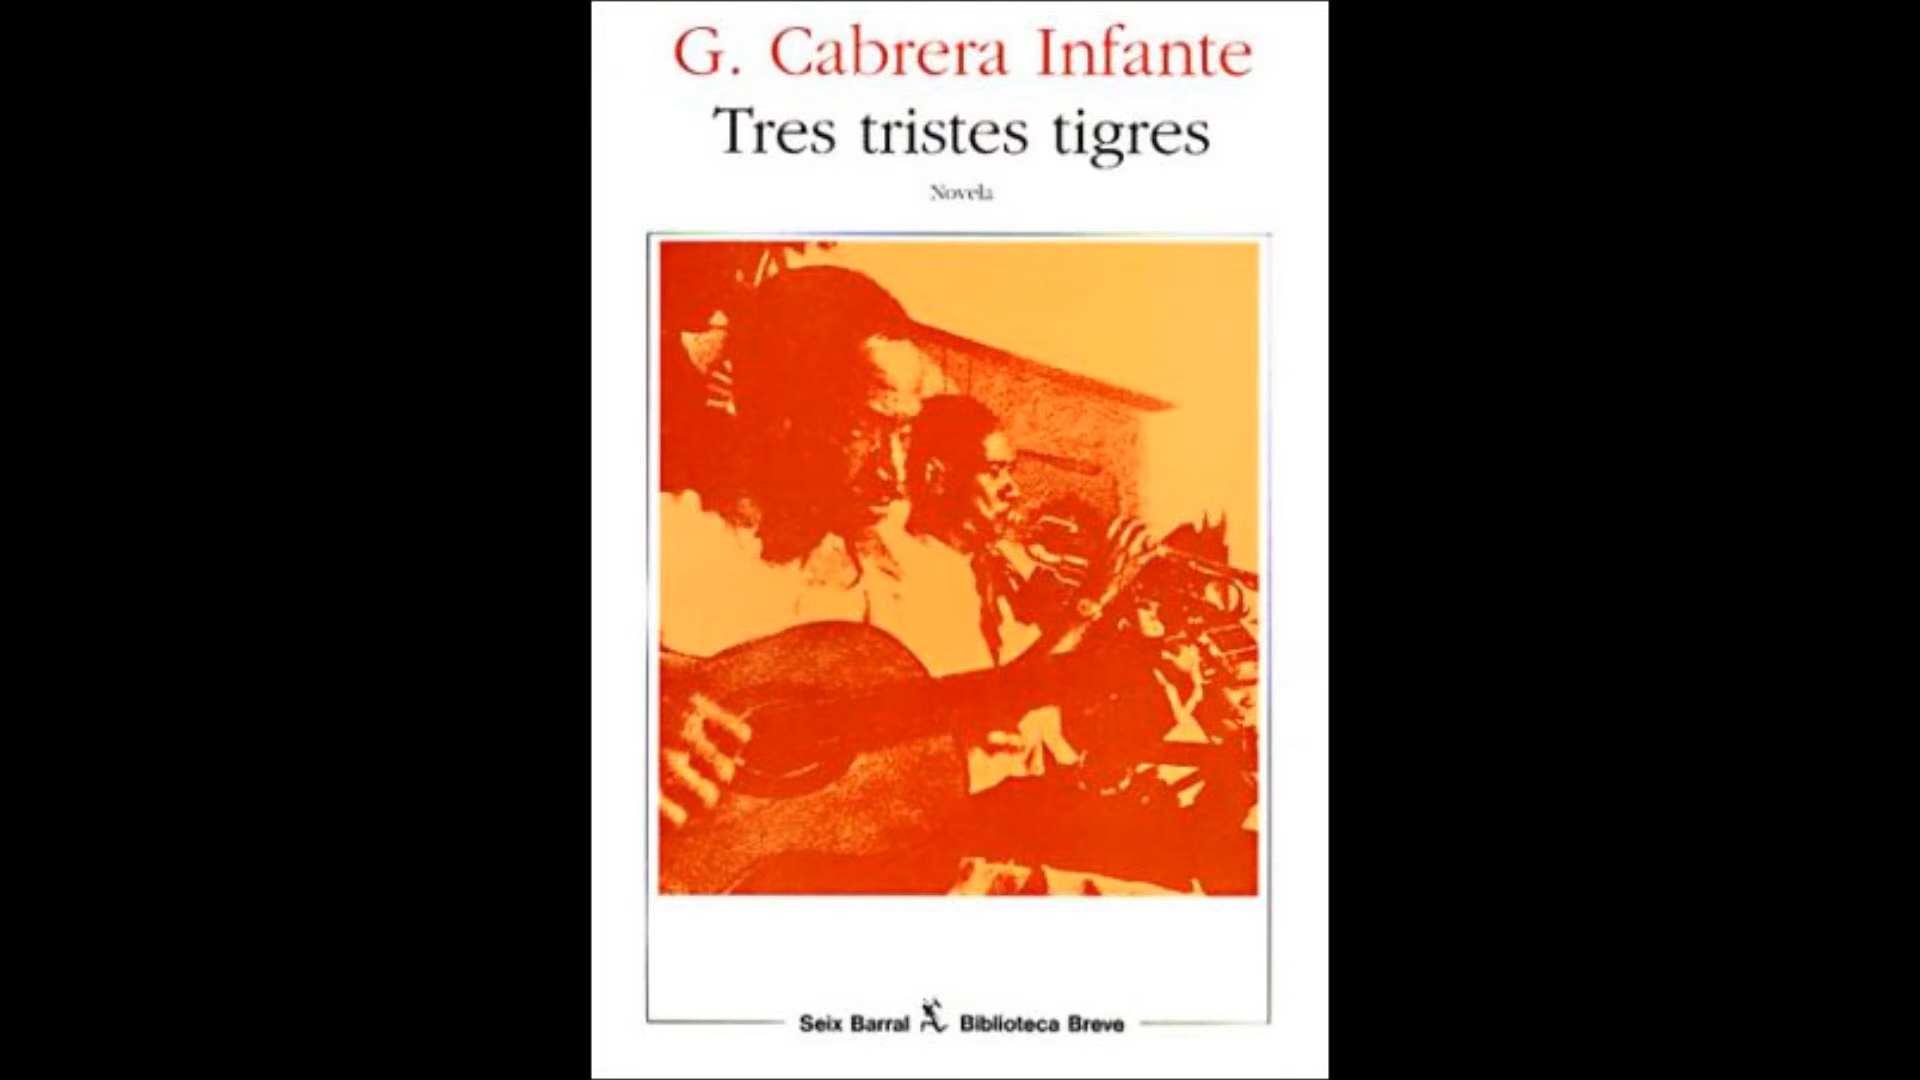 G. Cabrera Infante
Tres tristes tigres
Novela
Seix Barral Biblioteca Breve